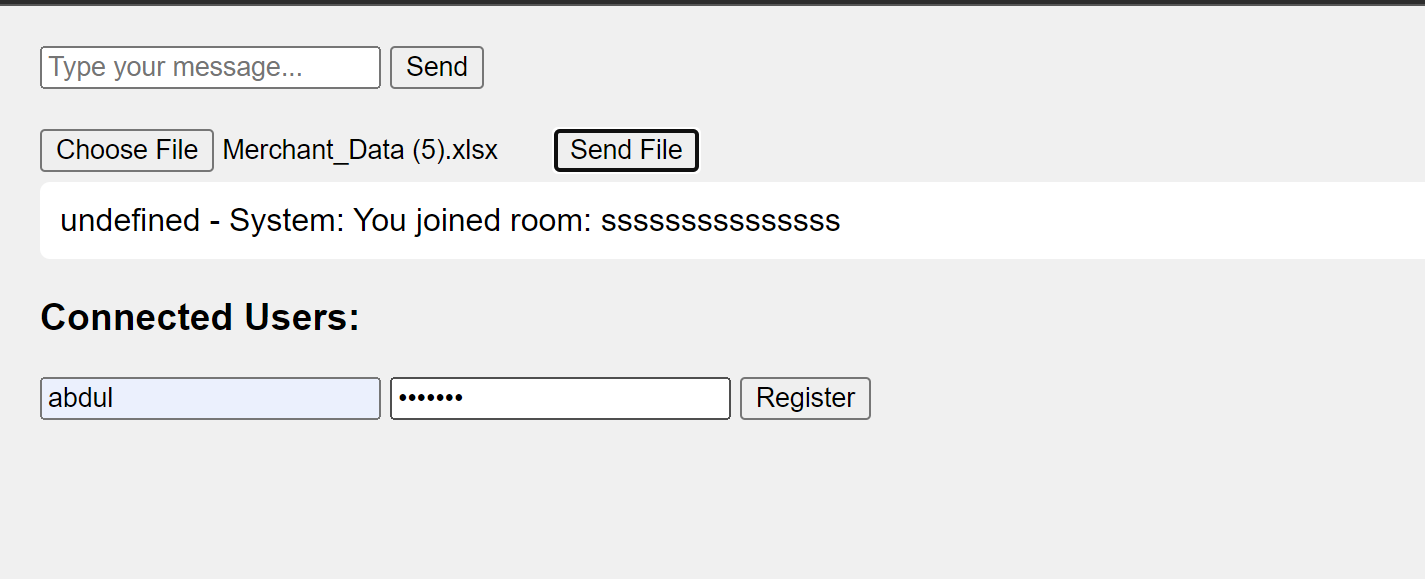 Type your message... Send
Choose File Merchant_Data (5).xlsx Send File
undefined - System: You joined room: sssssssssssssss
Connected Users:
abdul ••••••• Register